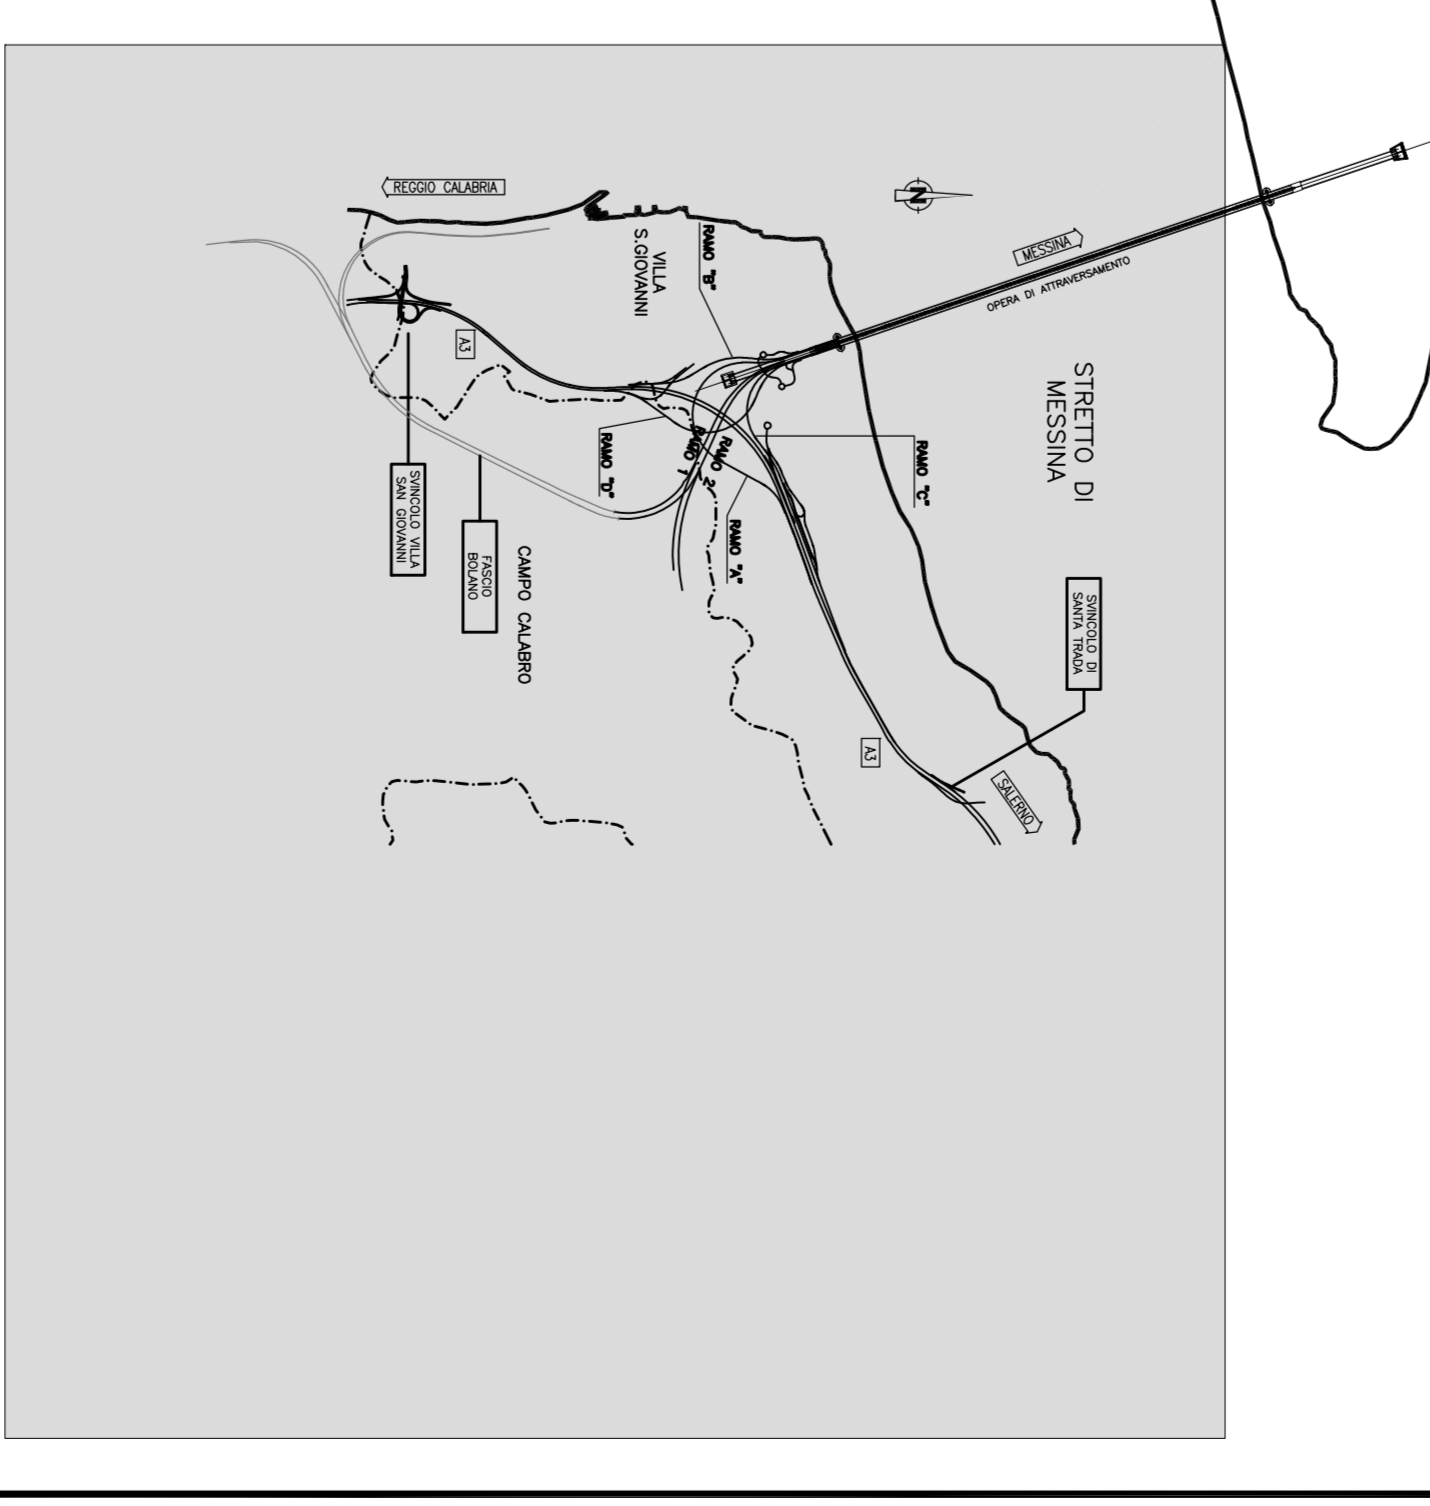 REGGIO CALABRIA
N
MESSINA
OPERA DI ATTRAVERSAMENTO
VILLA
S.GIOVANNI
RAMO "B"
A3
STRETTO DI
MESSINA
RAMO "C"
RAMO "D"
RAMO 1
RAMO 2
RAMO "A"
SVINCOLO VILLA
SAN GIOVANNI
FASCIO
BOLANO
CAMPO CALABRO
SVINCOLO DI
SANTA TRADA
A3
SALERNO